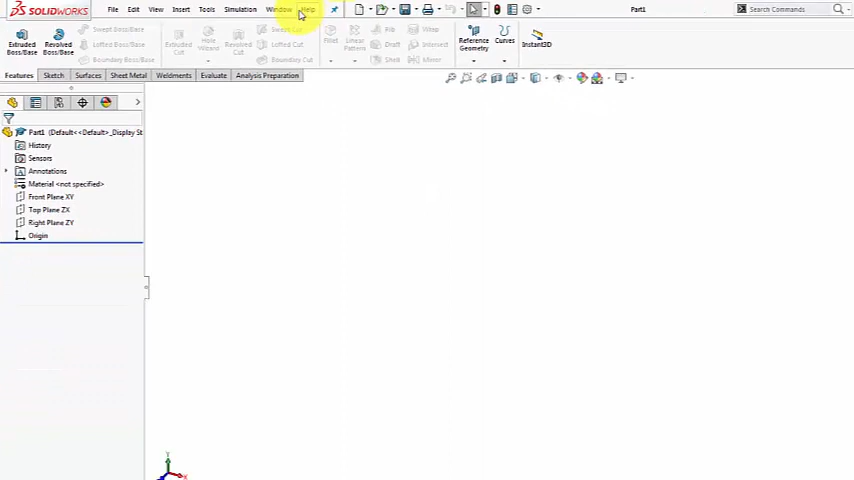 SOLIDWORKS File Edit View Insert Tools Simulation Window Help Part1 Search Commands
Extruded Boss/Base
Revolved Boss/Base
Swept Boss/Base
Lofted Boss/Base
Boundary Boss/Base
Extruded Cut
Hole Wizard
Revolved Cut
Lofted Cut
Boundary Cut
Fillet
Linear Pattern
Rib
Draft
Shell
Wrap
Intersect
Mirror
Reference Geometry
Curves
Instant3D
Features Sketch Surfaces Sheet Metal Weldments Evaluate Analysis Preparation
Part1 (Default<<Default>_Display St
History
Sensors
Annotations
Material <not specified>
Front Plane XY
Top Plane ZX
Right Plane ZY
Origin
Y
X